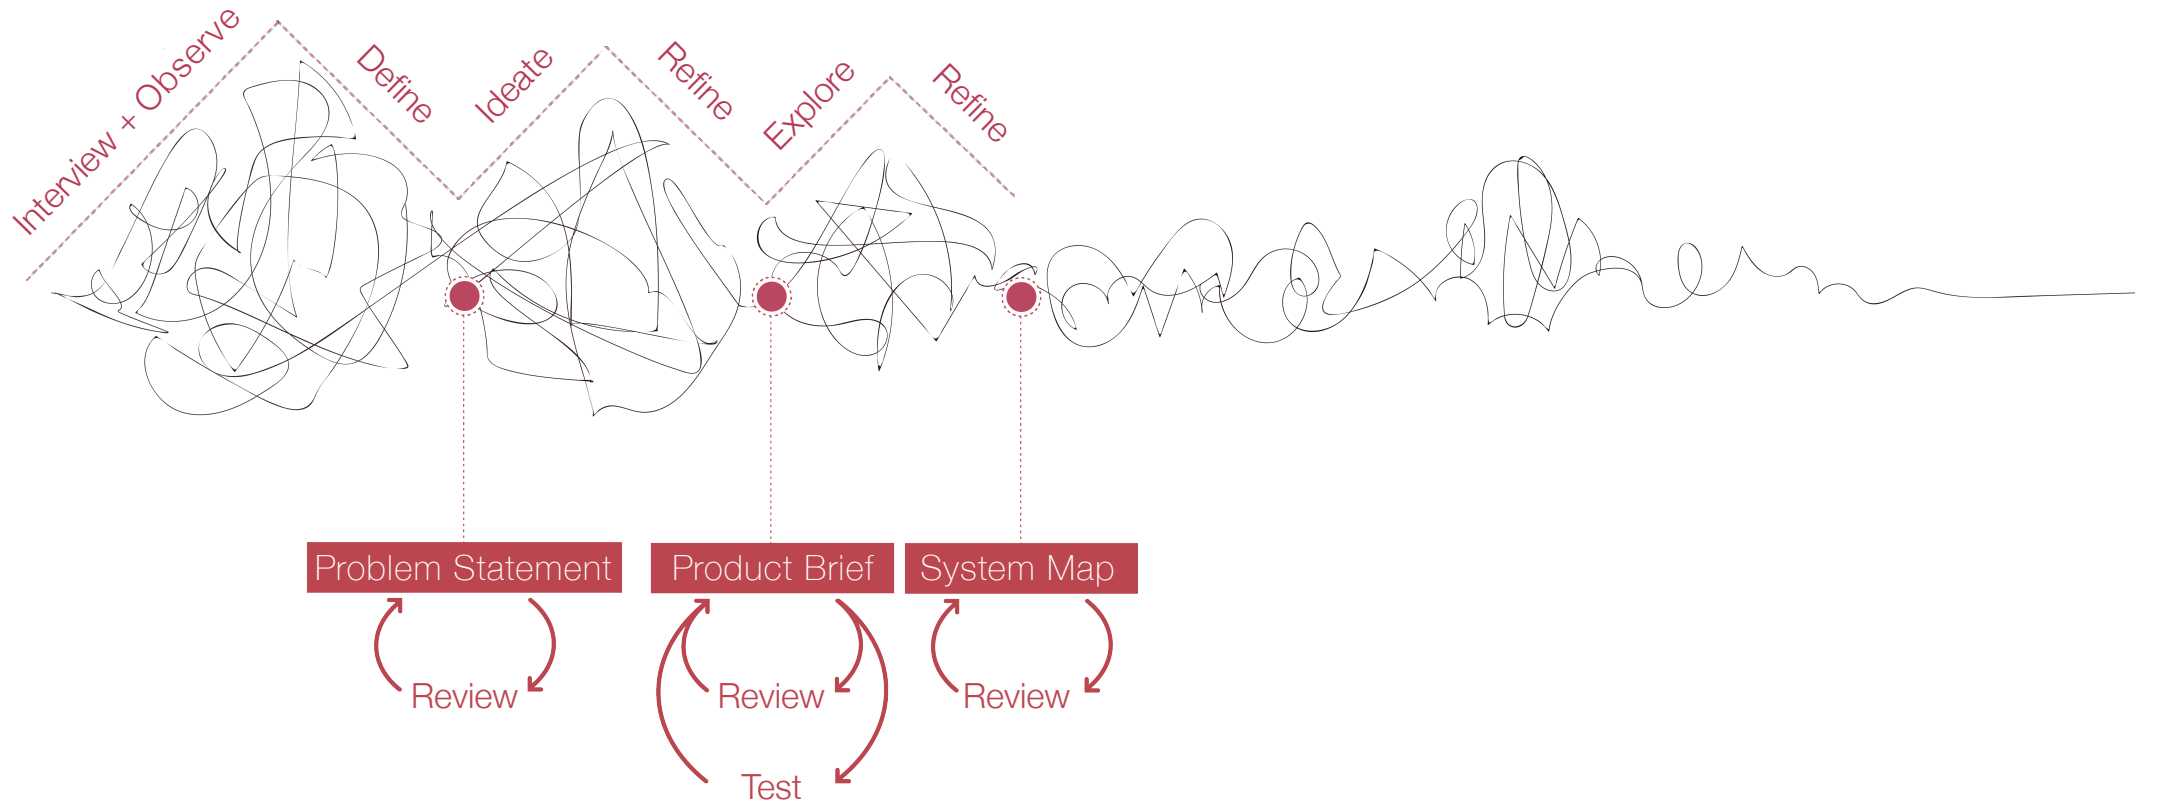 Interview + Observe
Define
Ideate
Refine
Explore
Refine
Problem Statement
Product Brief
System Map
Review
Review
Review
Test